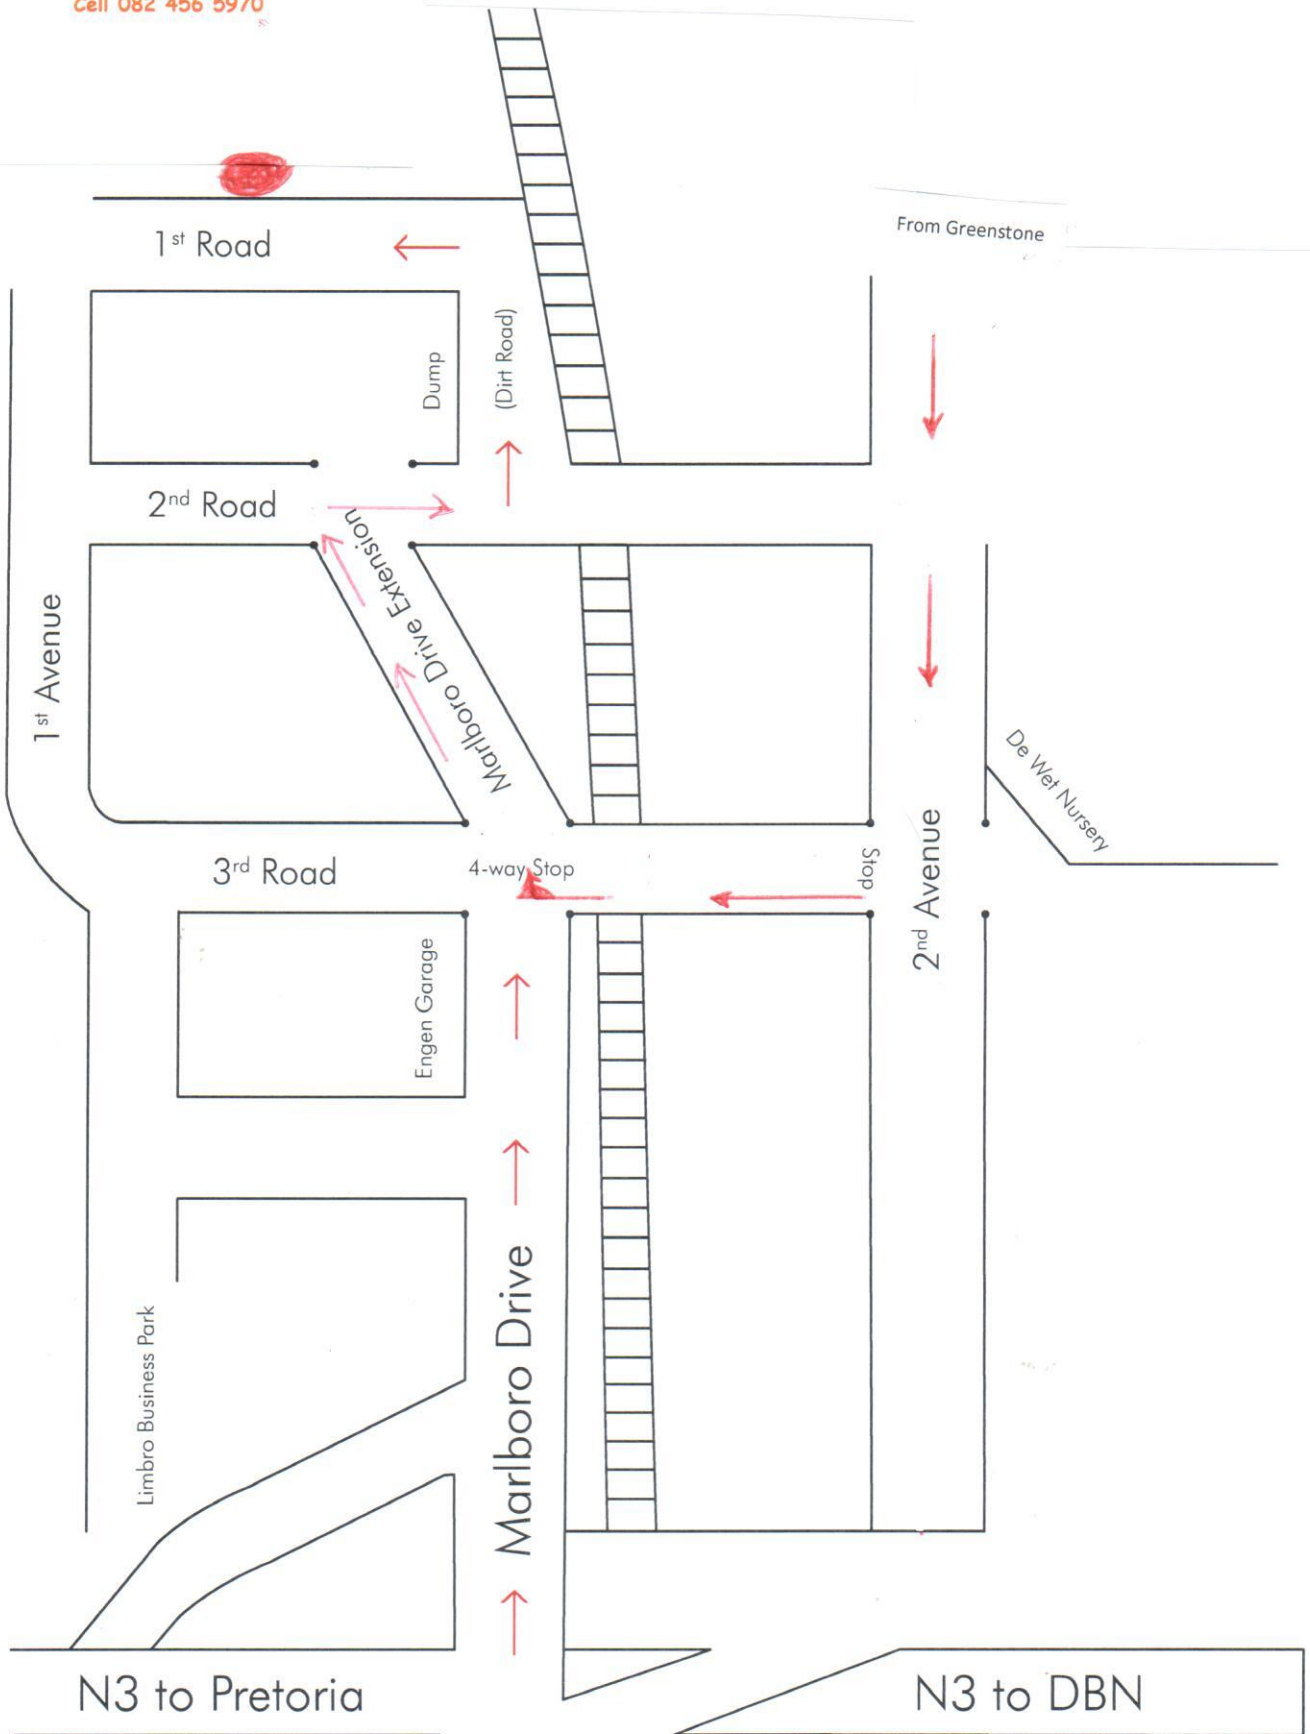 Cell 082 456 5970
From Greenstone
1st Road
Dump
(Dirt Road)
2nd Road
Marlboro Drive Extension
1st Avenue
De Wet Nursery
3rd Road
4-way Stop
Stop
2nd Avenue
Engen Garage
Marlboro Drive
Limbro Business Park
N3 to Pretoria
N3 to DBN